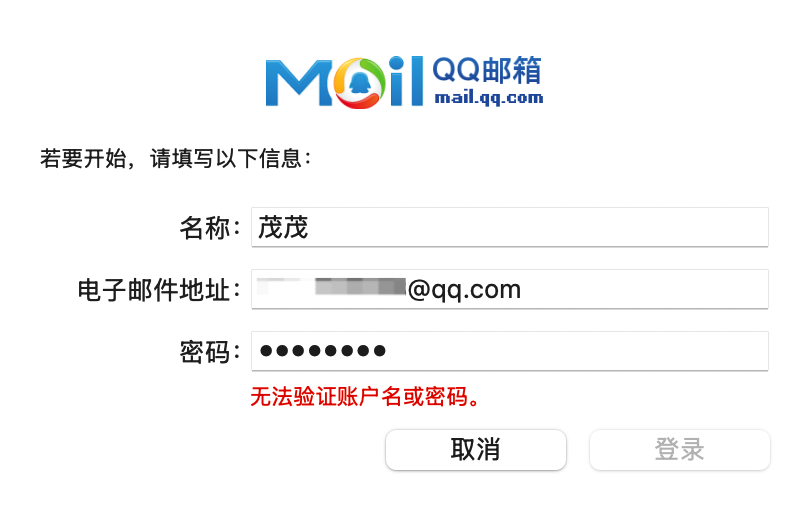 Mail QQ邮箱
mail.qq.com
若要开始，请填写以下信息：
名称： 茂茂
电子邮件地址： @qq.com
密码： ●●●●●●●●
无法验证账户名或密码。
取消 登录